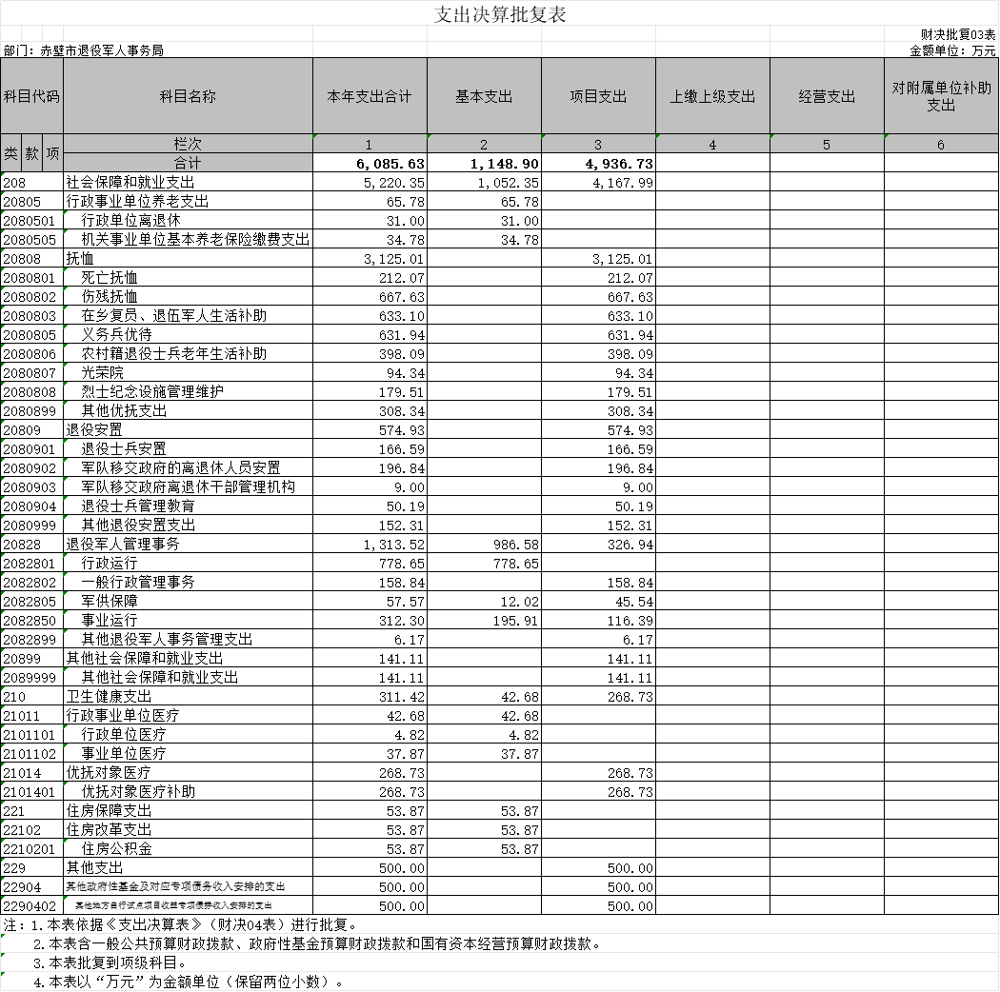 支出决算批复表
财决批复03表
部门：赤壁市退役军人事务局 金额单位：万元
科目代码 科目名称 本年支出合计 基本支出 项目支出 上缴上级支出 经营支出 对附属单位补助支出
类 款 项 栏次 1 2 3 4 5 6
合计 6,085.63 1,148.90 4,936.73
208 社会保障和就业支出 5,220.35 1,052.35 4,167.99
20805 行政事业单位养老支出 65.78 65.78
2080501 行政单位离退休 31.00 31.00
2080505 机关事业单位基本养老保险缴费支出 34.78 34.78
20808 抚恤 3,125.01 3,125.01
2080801 死亡抚恤 212.07 212.07
2080802 伤残抚恤 667.63 667.63
2080803 在乡复员、退伍军人生活补助 633.10 633.10
2080805 义务兵优待 631.94 631.94
2080806 农村籍退役士兵老年生活补助 398.09 398.09
2080807 光荣院 94.34 94.34
2080808 烈士纪念设施管理维护 179.51 179.51
2080899 其他优抚支出 308.34 308.34
20809 退役安置 574.93 574.93
2080901 退役士兵安置 166.59 166.59
2080902 军队移交政府的离退休人员安置 196.84 196.84
2080903 军队移交政府离退休干部管理机构 9.00 9.00
2080904 退役士兵管理教育 50.19 50.19
2080999 其他退役安置支出 152.31 152.31
20828 退役军人管理事务 1,313.52 986.58 326.94
2082801 行政运行 778.65 778.65
2082802 一般行政管理事务 158.84 158.84
2082805 军供保障 57.57 12.02 45.54
2082850 事业运行 312.30 195.91 116.39
2082899 其他退役军人事务管理支出 6.17 6.17
20899 其他社会保障和就业支出 141.11 141.11
2089999 其他社会保障和就业支出 141.11 141.11
210 卫生健康支出 311.42 42.68 268.73
21011 行政事业单位医疗 42.68 42.68
2101101 行政单位医疗 4.82 4.82
2101102 事业单位医疗 37.87 37.87
21014 优抚对象医疗 268.73 268.73
2101401 优抚对象医疗补助 268.73 268.73
221 住房保障支出 53.87 53.87
22102 住房改革支出 53.87 53.87
2210201 住房公积金 53.87 53.87
229 其他支出 500.00 500.00
22904 其他政府性基金及对应专项债务收入安排的支出 500.00 500.00
2290402 其他地方自行试点项目收益专项债券收入安排的支出 500.00 500.00
注：1.本表依据《支出决算表》（财决04表）进行批复。
2.本表含一般公共预算财政拨款、政府性基金预算财政拨款和国有资本经营预算财政拨款。
3.本表批复到项级科目。
4.本表以“万元”为金额单位（保留两位小数）。